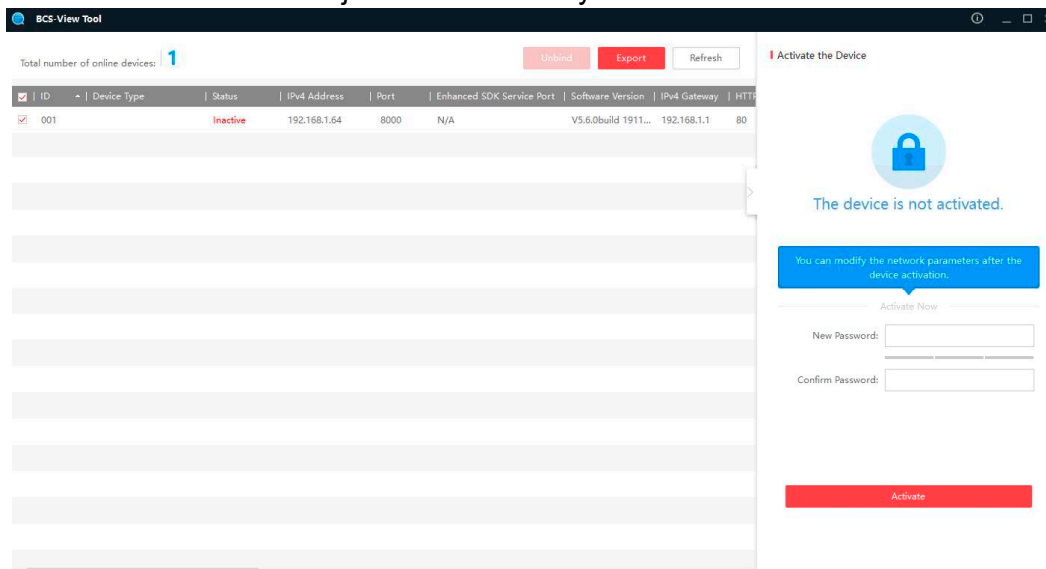 BCS-View Tool
Total number of online devices: 1
Unbind
Export
Refresh
ID
Device Type
Status
IPv4 Address
Port
Enhanced SDK Service Port
Software Version
IPv4 Gateway
001
Inactive
192.168.1.64
8000
N/A
V5.6.0build 1911...
192.168.1.1
80
Activate the Device
The device is not activated.
You can modify the network parameters after the
device activation.
Activate Now
New Password:
Confirm Password:
Activate